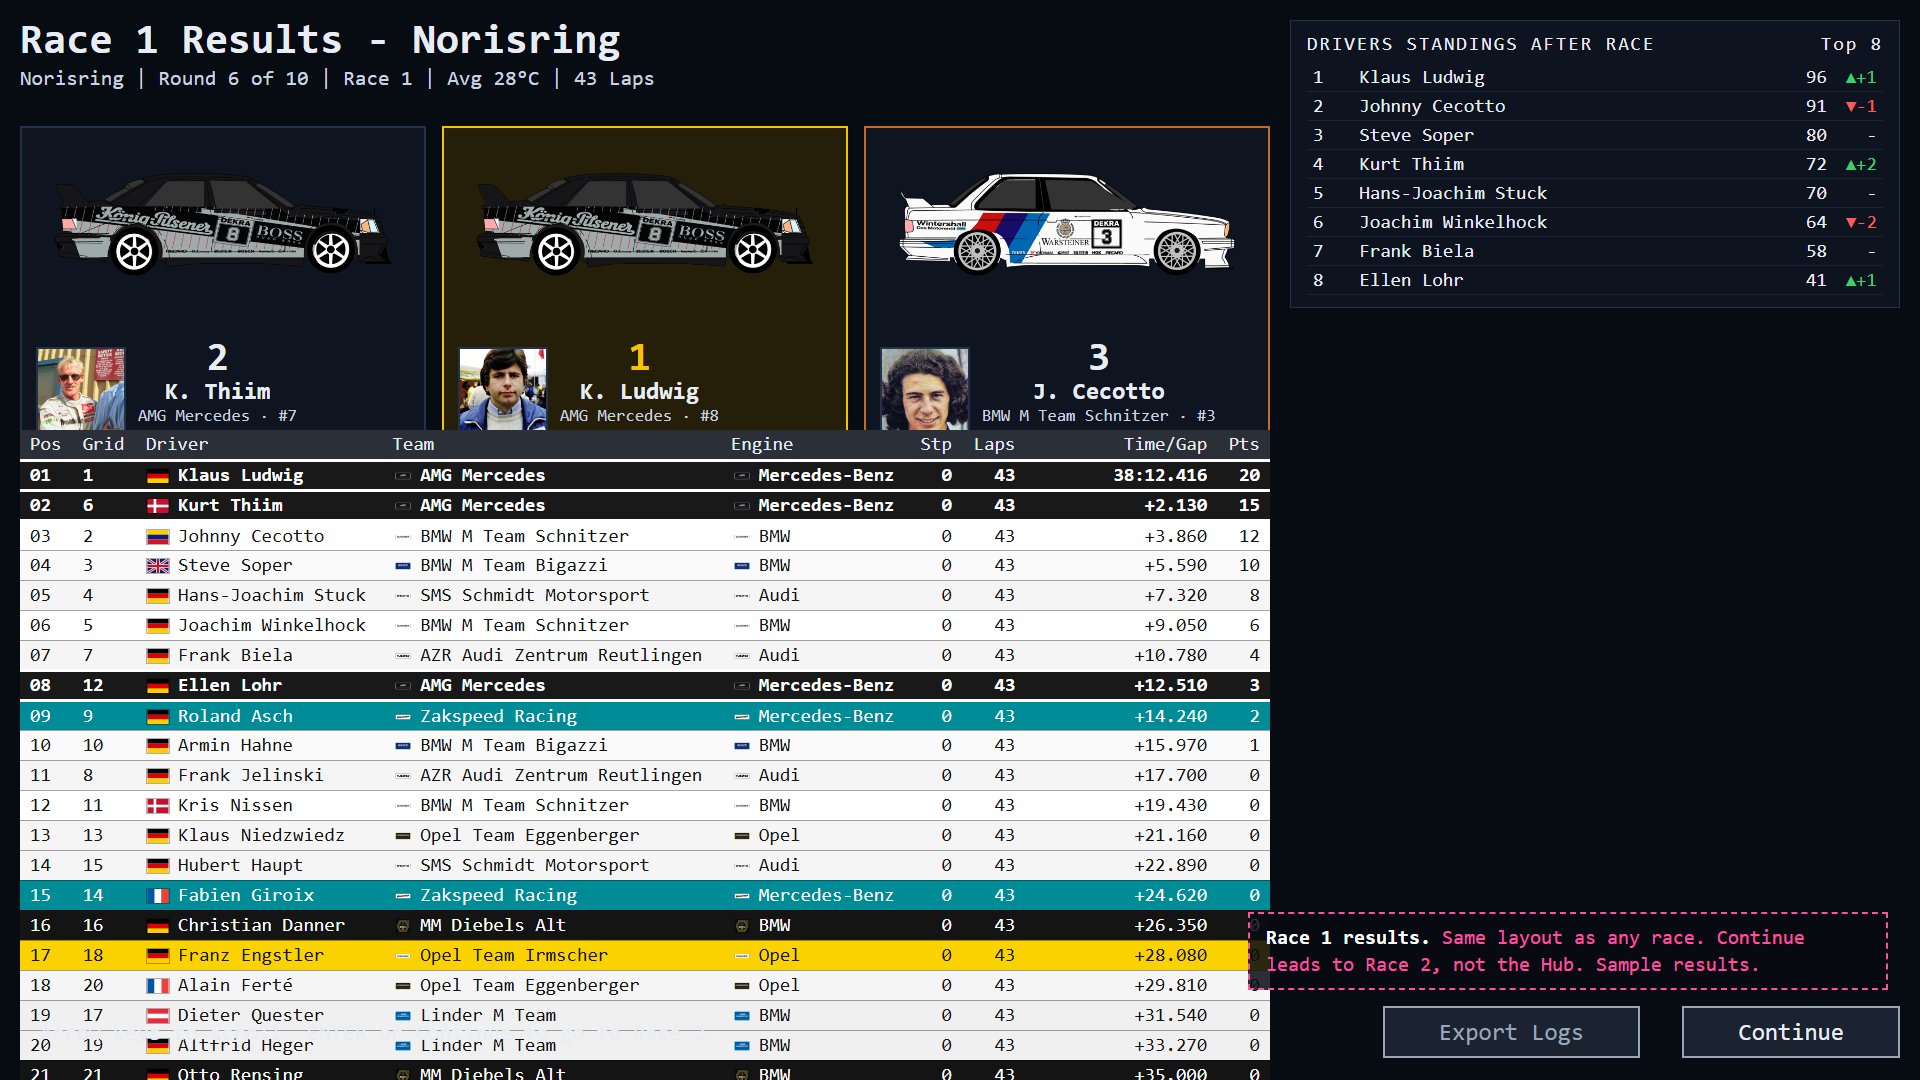 Race 1 Results - Norisring
Norisring | Round 6 of 10 | Race 1 | Avg 28°C | 43 Laps
König-Pilsener DEKRA 8 BOSS
König-Pilsener DEKRA 8 BOSS
Wintershall WARSTEINER DEKRA 3
2
K. Thiim
AMG Mercedes · #7
1
K. Ludwig
AMG Mercedes · #8
3
J. Cecotto
BMW M Team Schnitzer · #3
Pos Grid Driver Team Engine Stp Laps Time/Gap Pts
01 1 Klaus Ludwig AMG Mercedes Mercedes-Benz 0 43 38:12.416 20
02 6 Kurt Thiim AMG Mercedes Mercedes-Benz 0 43 +2.130 15
03 2 Johnny Cecotto BMW M Team Schnitzer BMW 0 43 +3.860 12
04 3 Steve Soper BMW M Team Bigazzi BMW 0 43 +5.590 10
05 4 Hans-Joachim Stuck SMS Schmidt Motorsport Audi 0 43 +7.320 8
06 5 Joachim Winkelhock BMW M Team Schnitzer BMW 0 43 +9.050 6
07 7 Frank Biela AZR Audi Zentrum Reutlingen Audi 0 43 +10.780 4
08 12 Ellen Lohr AMG Mercedes Mercedes-Benz 0 43 +12.510 3
09 9 Roland Asch Zakspeed Racing Mercedes-Benz 0 43 +14.240 2
10 10 Armin Hahne BMW M Team Bigazzi BMW 0 43 +15.970 1
11 8 Frank Jelinski AZR Audi Zentrum Reutlingen Audi 0 43 +17.700 0
12 11 Kris Nissen BMW M Team Schnitzer BMW 0 43 +19.430 0
13 13 Klaus Niedzwiedz Opel Team Eggenberger Opel 0 43 +21.160 0
14 15 Hubert Haupt SMS Schmidt Motorsport Audi 0 43 +22.890 0
15 14 Fabien Giroix Zakspeed Racing Mercedes-Benz 0 43 +24.620 0
16 16 Christian Danner MM Diebels Alt BMW 0 43 +26.350 0
17 18 Franz Engstler Opel Team Irmscher Opel 0 43 +28.080 0
18 20 Alain Ferté Opel Team Eggenberger Opel 0 43 +29.810 0
19 17 Dieter Quester Linder M Team BMW 0 43 +31.540 0
20 19 Altfrid Heger Linder M Team BMW 0 43 +33.270 0
21 21 Otto Rensing MM Diebels Alt BMW 0 43 +35.000 0
DRIVERS STANDINGS AFTER RACE Top 8
1 Klaus Ludwig 96 ▲+1
2 Johnny Cecotto 91 ▼-1
3 Steve Soper 80 -
4 Kurt Thiim 72 ▲+2
5 Hans-Joachim Stuck 70 -
6 Joachim Winkelhock 64 ▼-2
7 Frank Biela 58 -
8 Ellen Lohr 41 ▲+1
Race 1 results. Same layout as any race. Continue
leads to Race 2, not the Hub. Sample results.
Export Logs
Continue